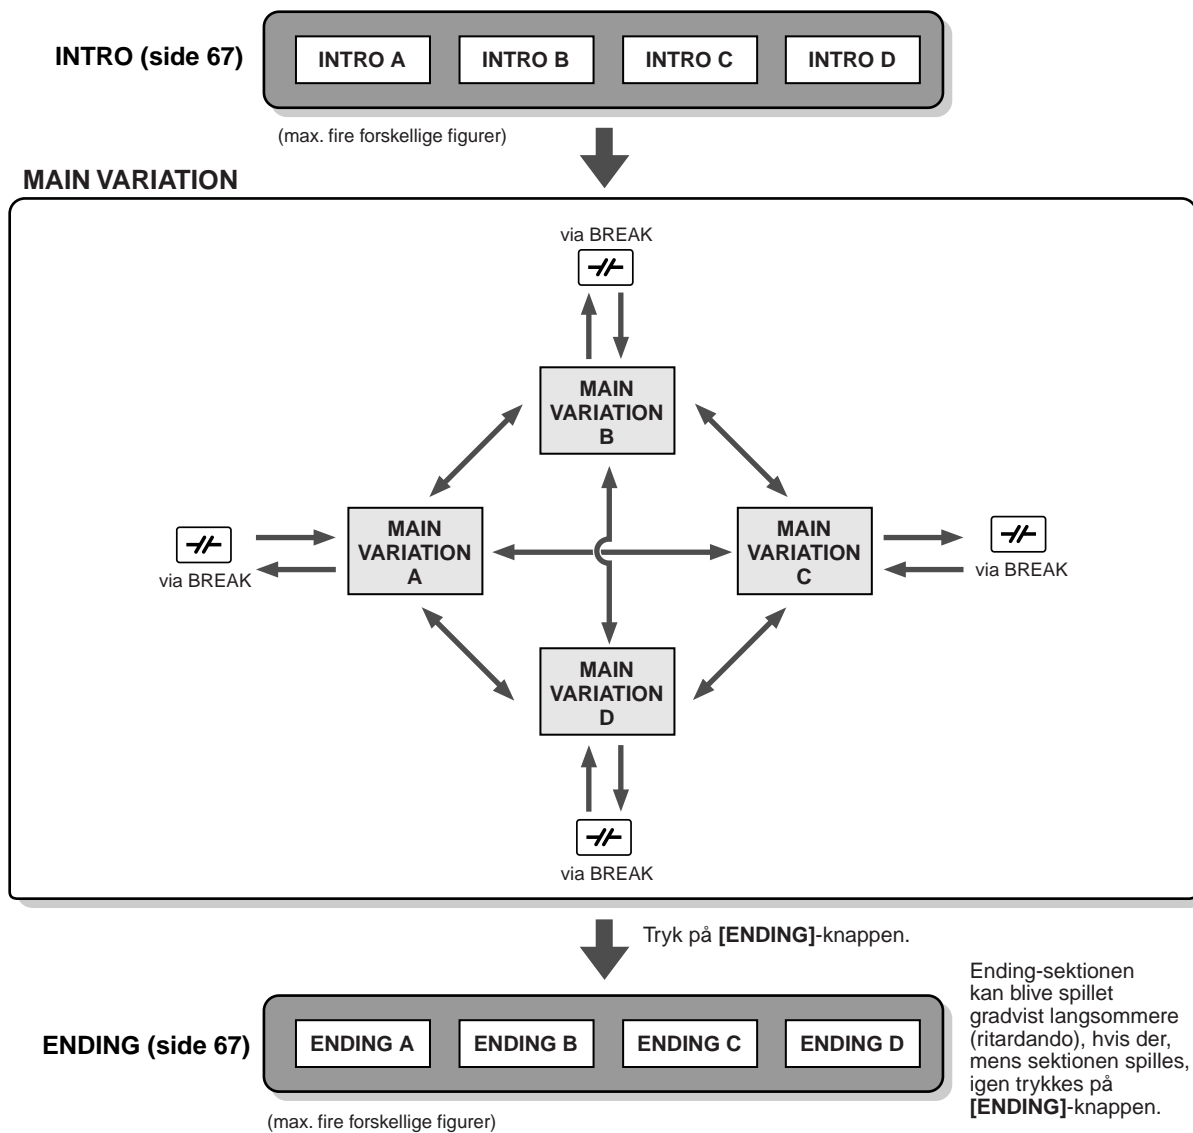 INTRO (side 67)
INTRO A
INTRO B
INTRO C
INTRO D
(max. fire forskellige figurer)
MAIN VARIATION
via BREAK
MAIN
VARIATION
B
via BREAK
MAIN
VARIATION
A
MAIN
VARIATION
C
via BREAK
MAIN
VARIATION
D
via BREAK
Tryk på [ENDING]-knappen.
ENDING (side 67)
ENDING A
ENDING B
ENDING C
ENDING D
(max. fire forskellige figurer)
Ending-sektionen
kan blive spillet
gradvist langsommere
(ritardando), hvis der,
mens sektionen spilles,
igen trykkes på
[ENDING]-knappen.